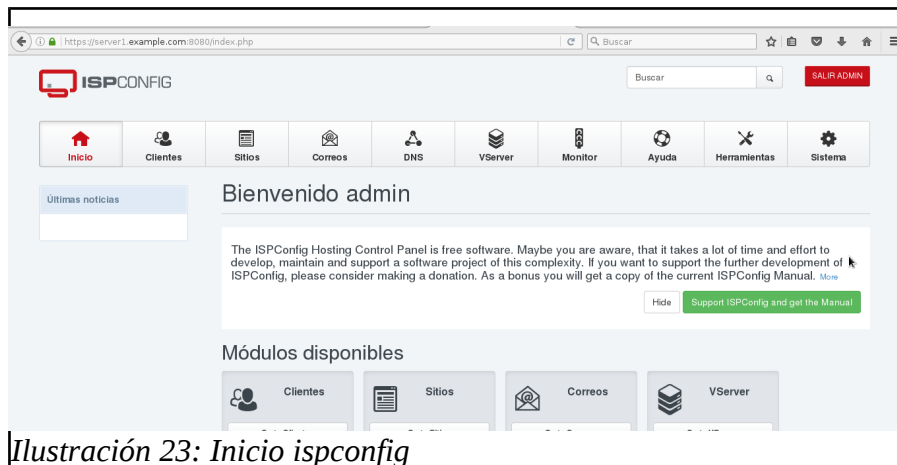 https://server1.example.com:8080/index.php
Buscar
ISPCONFIG
Buscar
SALIR ADMIN
Inicio
Clientes
Sitios
Correos
DNS
VServer
Monitor
Ayuda
Herramientas
Sistema
Últimas noticias
Bienvenido admin
The ISPConfig Hosting Control Panel is free software. Maybe you are aware, that it takes a lot of time and effort to
develop, maintain and support a software project of this complexity. If you want to support the further development of
ISPConfig, please consider making a donation. As a bonus you will get a copy of the current ISPConfig Manual. More
Hide
Support ISPConfig and get the Manual
Módulos disponibles
Clientes
Sitios
Correos
VServer
Ilustración 23: Inicio ispconfig